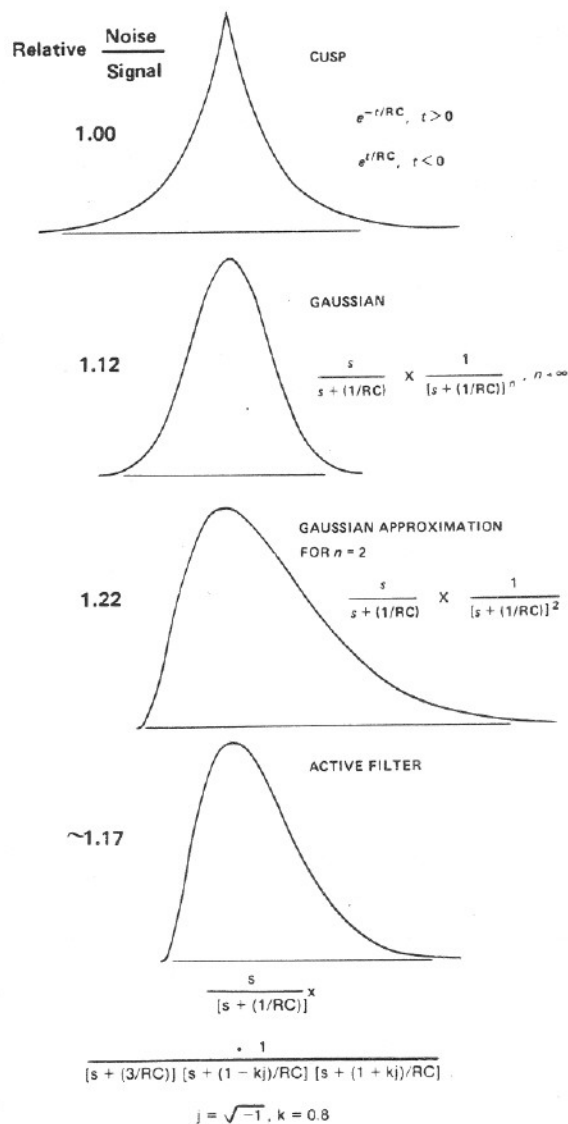 Relative Noise/Signal
CUSP
1.00
e^{-t/RC}, t > 0
e^{t/RC}, t < 0
GAUSSIAN
1.12
s/(s + (1/RC)) X 1/[s + (1/RC)]^n, n → ∞
GAUSSIAN APPROXIMATION
FOR n = 2
1.22
s/(s + (1/RC)) X 1/[s + (1/RC)]^2
ACTIVE FILTER
~1.17
s/[s + (1/RC)] X
1/([s + (3/RC)] [s + (1 − kj)/RC] [s + (1 + kj)/RC])
j = √−1, k = 0.8